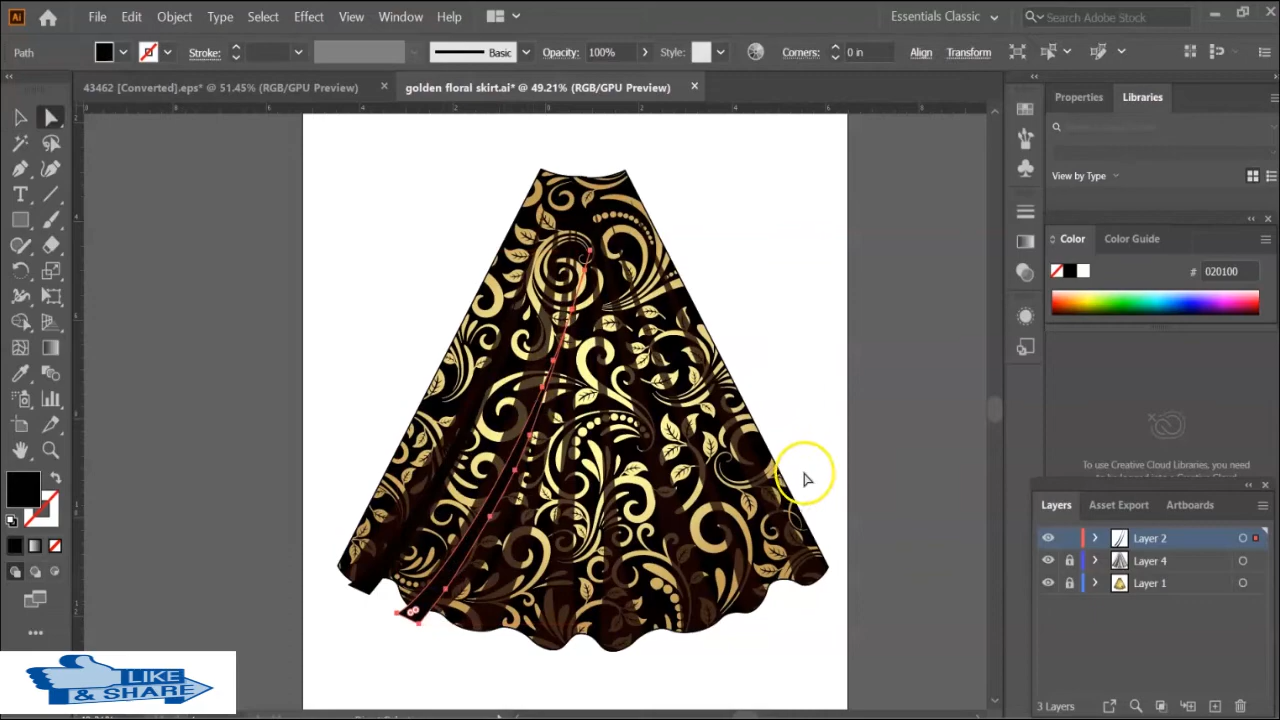 Ai File Edit Object Type Select Effect View Window Help Essentials Classic Search Adobe Stock
Path Stroke: Basic Opacity: 100% Style: Corners: 0 in Align Transform
43462 [Converted].eps* @ 51.45% (RGB/GPU Preview) × golden floral skirt.ai* @ 49.21% (RGB/GPU Preview) ×
Properties Libraries
View by Type
Color Color Guide
# 020100
To use Creative Cloud Libraries, you need
Layers Asset Export Artboards
Layer 2
Layer 4
Layer 1
3 Layers
LIKE
& SHARE